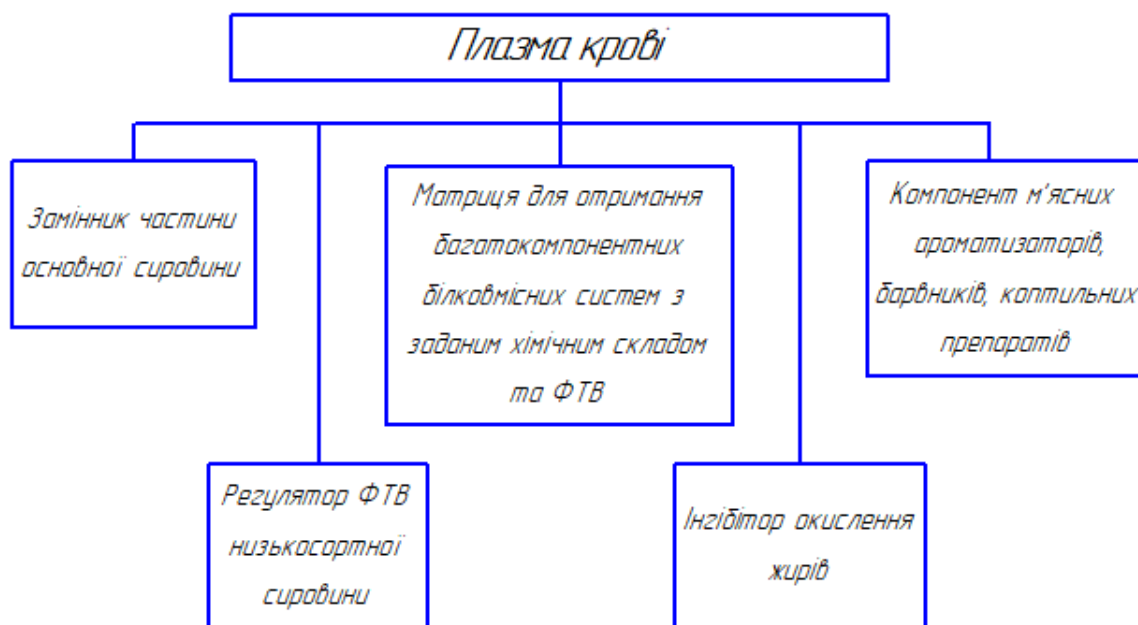 Плазма крові
Замінник частини
основної сировини
Матриця для отримання
багатокомпонентних
білковмісних систем з
заданим хімічним складом
та ФТВ
Компонент м'ясних
ароматизаторів,
барвників, коптильних
препаратів
Регулятор ФТВ
низькосортної
сировини
Інгібітор окислення
жирів